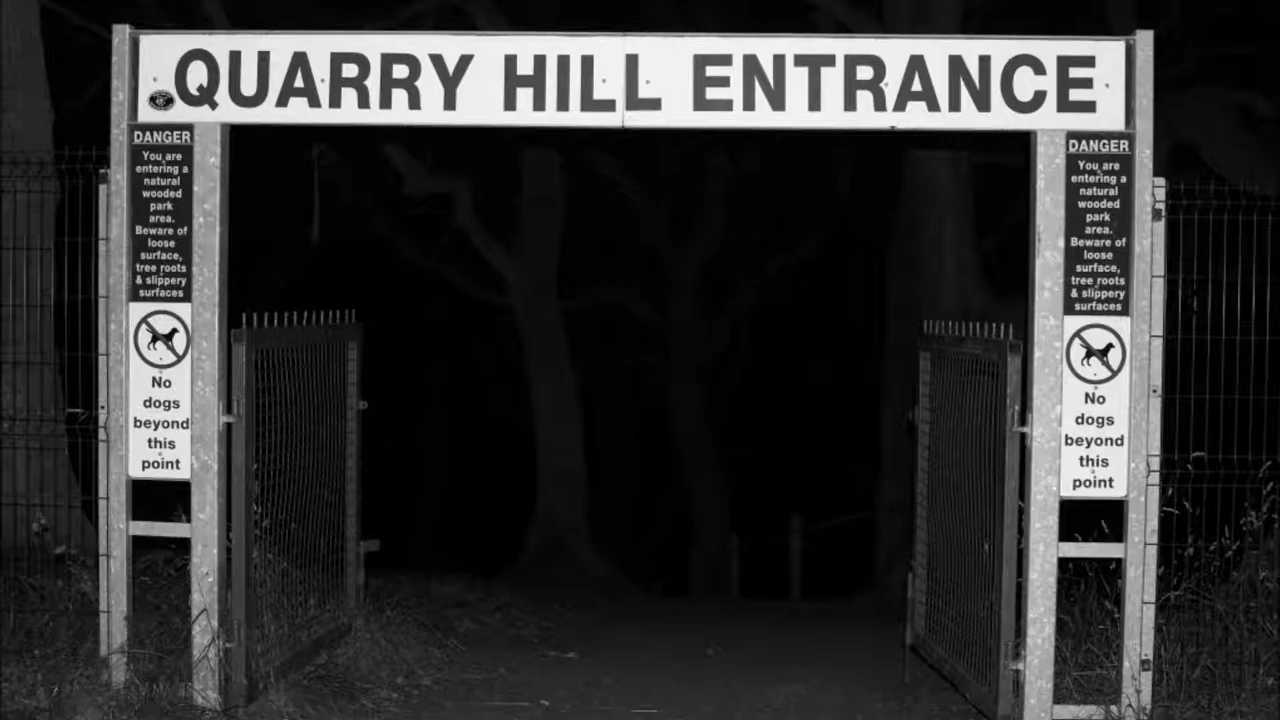 QUARRY HILL ENTRANCE
DANGER
You are
entering a
natural
wooded
park
area.
Beware of
loose
surface,
tree roots
& slippery
surfaces
No
dogs
beyond
this
point
DANGER
You are
entering a
natural
wooded
park
area.
Beware of
loose
surface,
tree roots
& slippery
surfaces
No
dogs
beyond
this
point